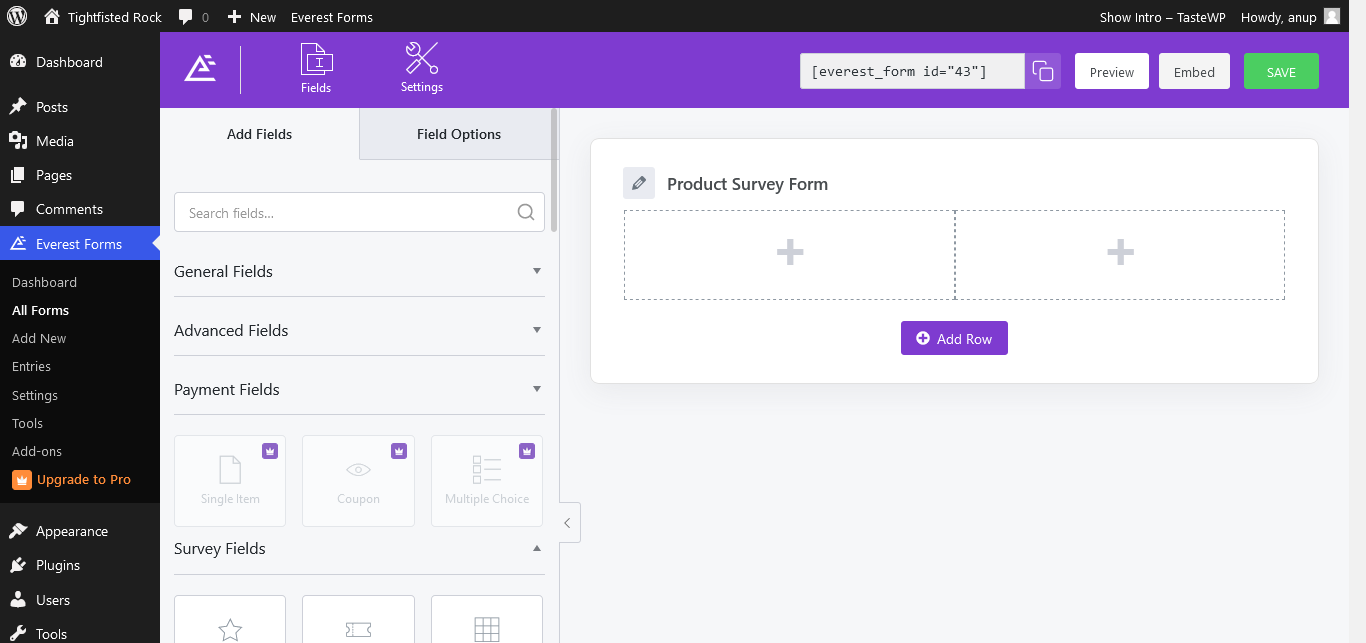 Tightfisted Rock
0
New
Everest Forms
Show Intro – TasteWP
Howdy, anup
Dashboard
Posts
Media
Pages
Comments
Everest Forms
Dashboard
All Forms
Add New
Entries
Settings
Tools
Add-ons
Upgrade to Pro
Appearance
Plugins
Users
Tools
Fields
Settings
[everest_form id="43"]
Preview
Embed
SAVE
Add Fields
Field Options
Search fields...
General Fields
Advanced Fields
Payment Fields
Single Item
Coupon
Multiple Choice
Survey Fields
Product Survey Form
Add Row